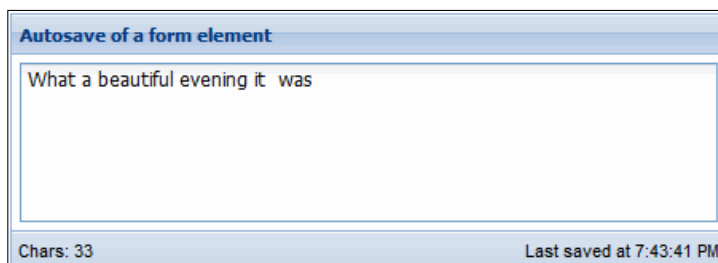 Autosave of a form element
What a beautiful evening it  was
Chars: 33
Last saved at 7:43:41 PM